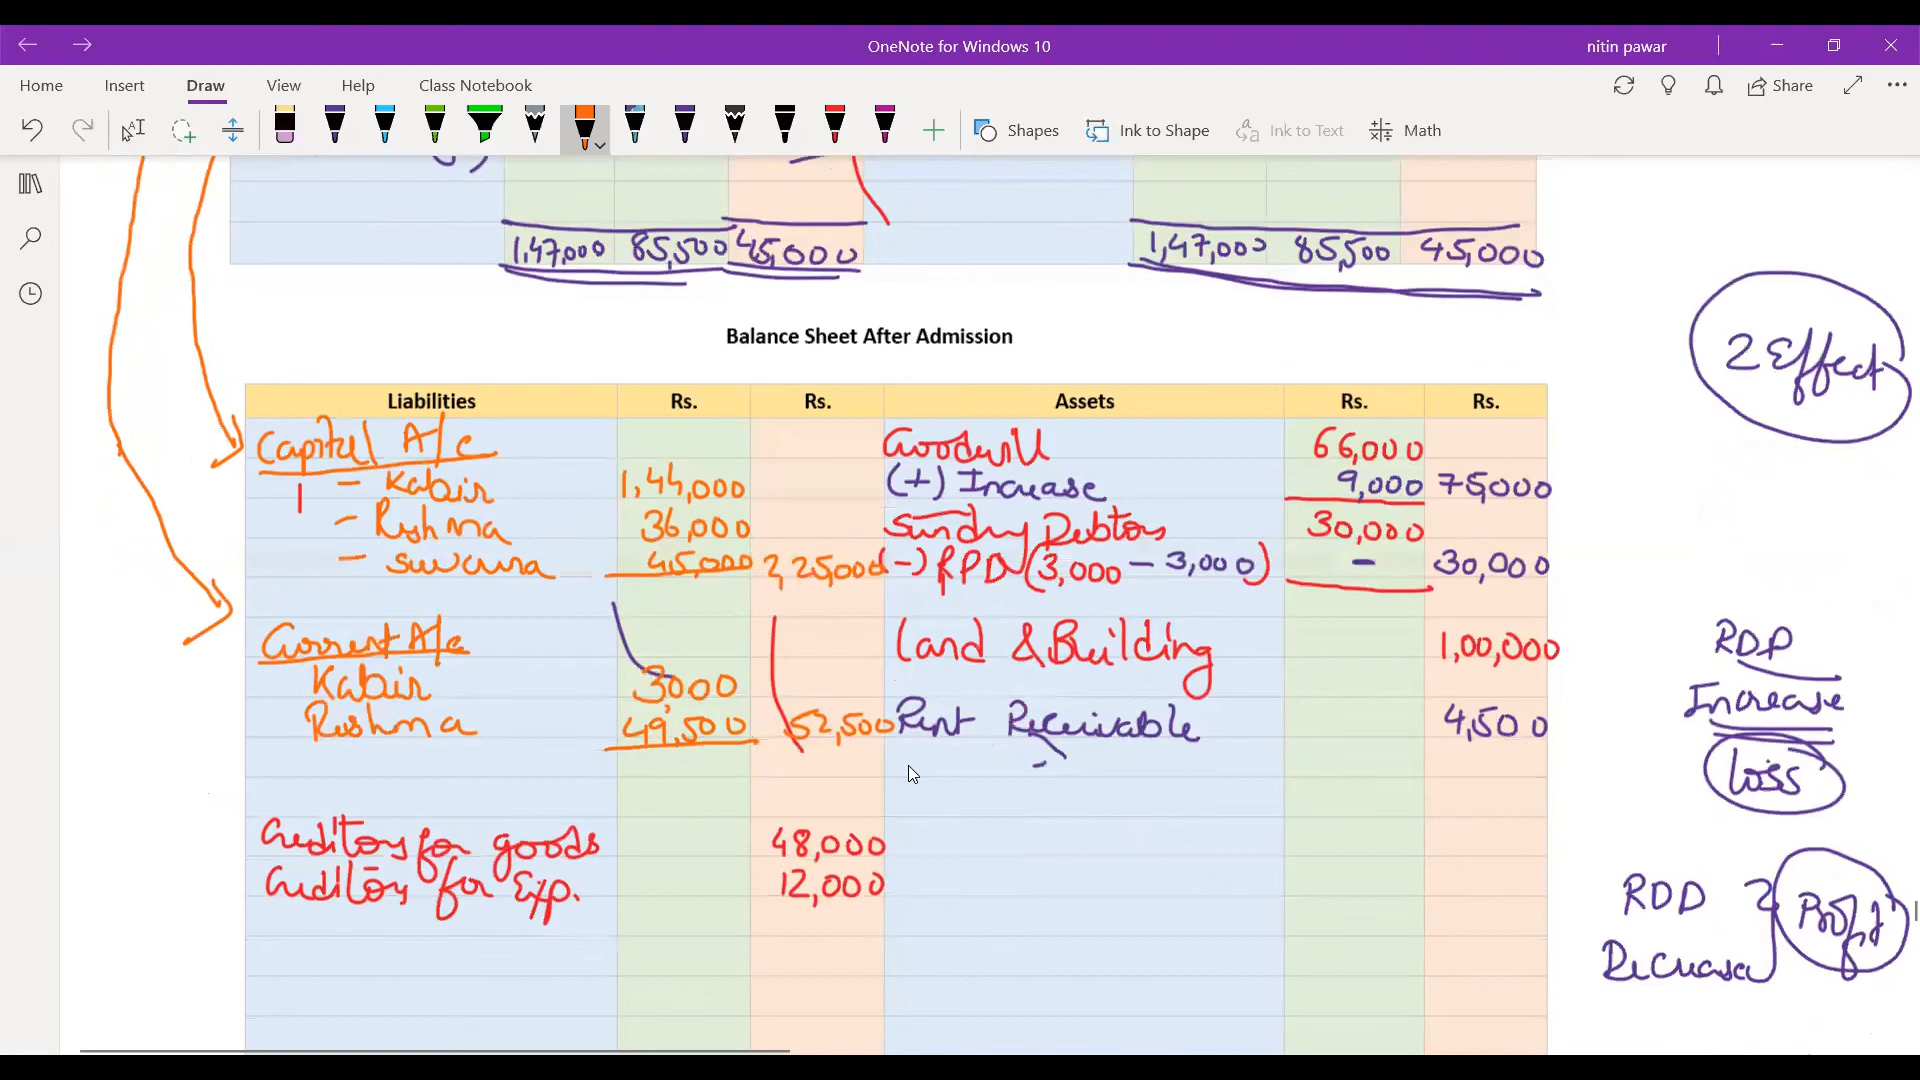 OneNote for Windows 10
nitin pawar
Home Insert Draw View Help Class Notebook
Share
Shapes Ink to Shape Ink to Text Math
1,47,000 85,500 45,000 1,47,000 85,500 45,000
2 Effect
Balance Sheet After Admission
Liabilities Rs. Rs. Assets Rs. Rs.
Capital A/c Goodwill 66,000
- Kabir 1,44,000 (+) Increase 9,000 75,000
- Reshma 36,000 Sundry Debtors 30,000
- Suvarna 45,000 2,25,000 (-) RPD (3,000 - 3,000) - 30,000
Current A/c Land & Building 1,00,000
Kabir 3000
Reshma 49,500 52,500 Rent Receivable 4,500
Creditors for goods 48,000
Creditors for Exp. 12,000
RDD
Increase
Loss
RDD
Decrease
Profit